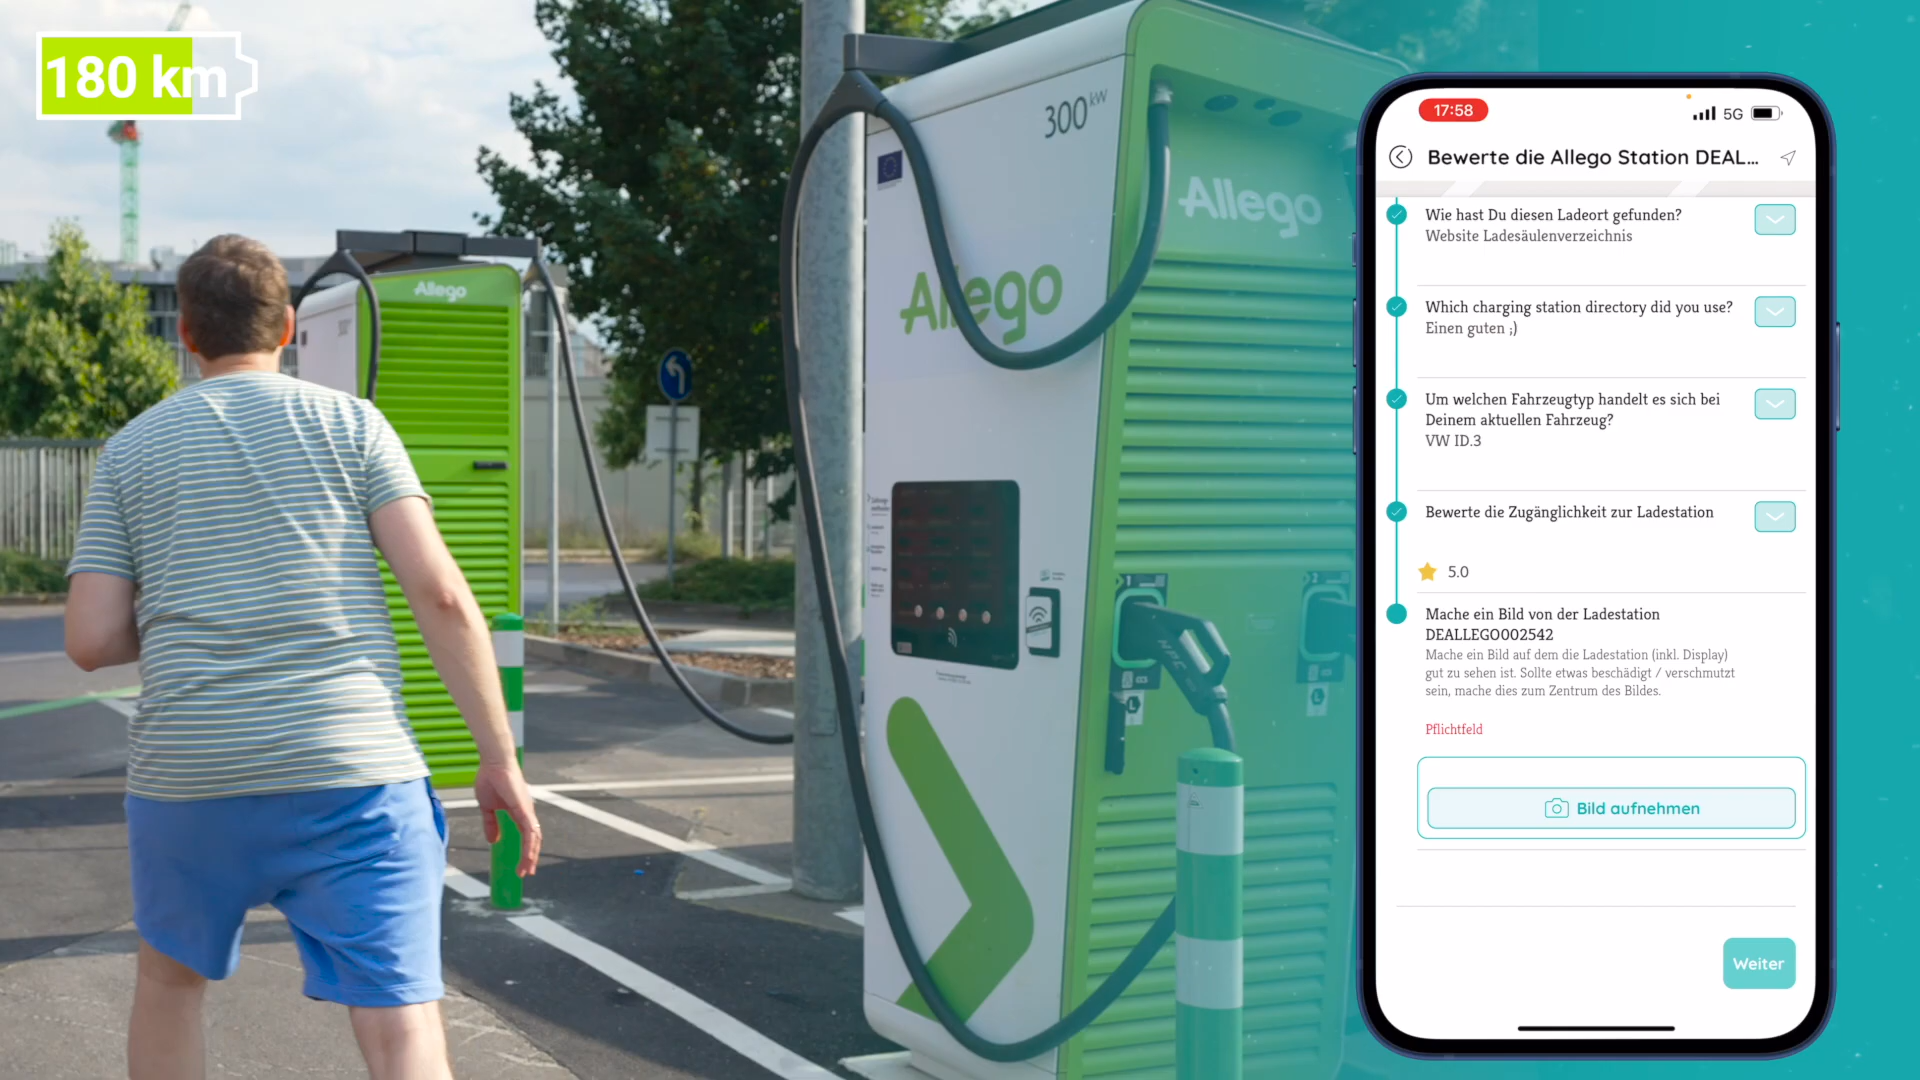 180 km
300 kW
Allego
Allego
Allego
1
2
HPC
CCS
L
L
17:58
5G
Bewerte die Allego Station DEAL...
Wie hast Du diesen Ladeort gefunden?
Website Ladesäulenverzeichnis
Which charging station directory did you use?
Einen guten ;)
Um welchen Fahrzeugtyp handelt es sich bei
Deinem aktuellen Fahrzeug?
VW ID.3
Bewerte die Zugänglichkeit zur Ladestation
5.0
Mache ein Bild von der Ladestation
DEALLEGO002542
Mache ein Bild auf dem die Ladestation (inkl. Display)
gut zu sehen ist. Sollte etwas beschädigt / verschmutzt
sein, mache dies zum Zentrum des Bildes.
Pflichtfeld
Bild aufnehmen
Weiter